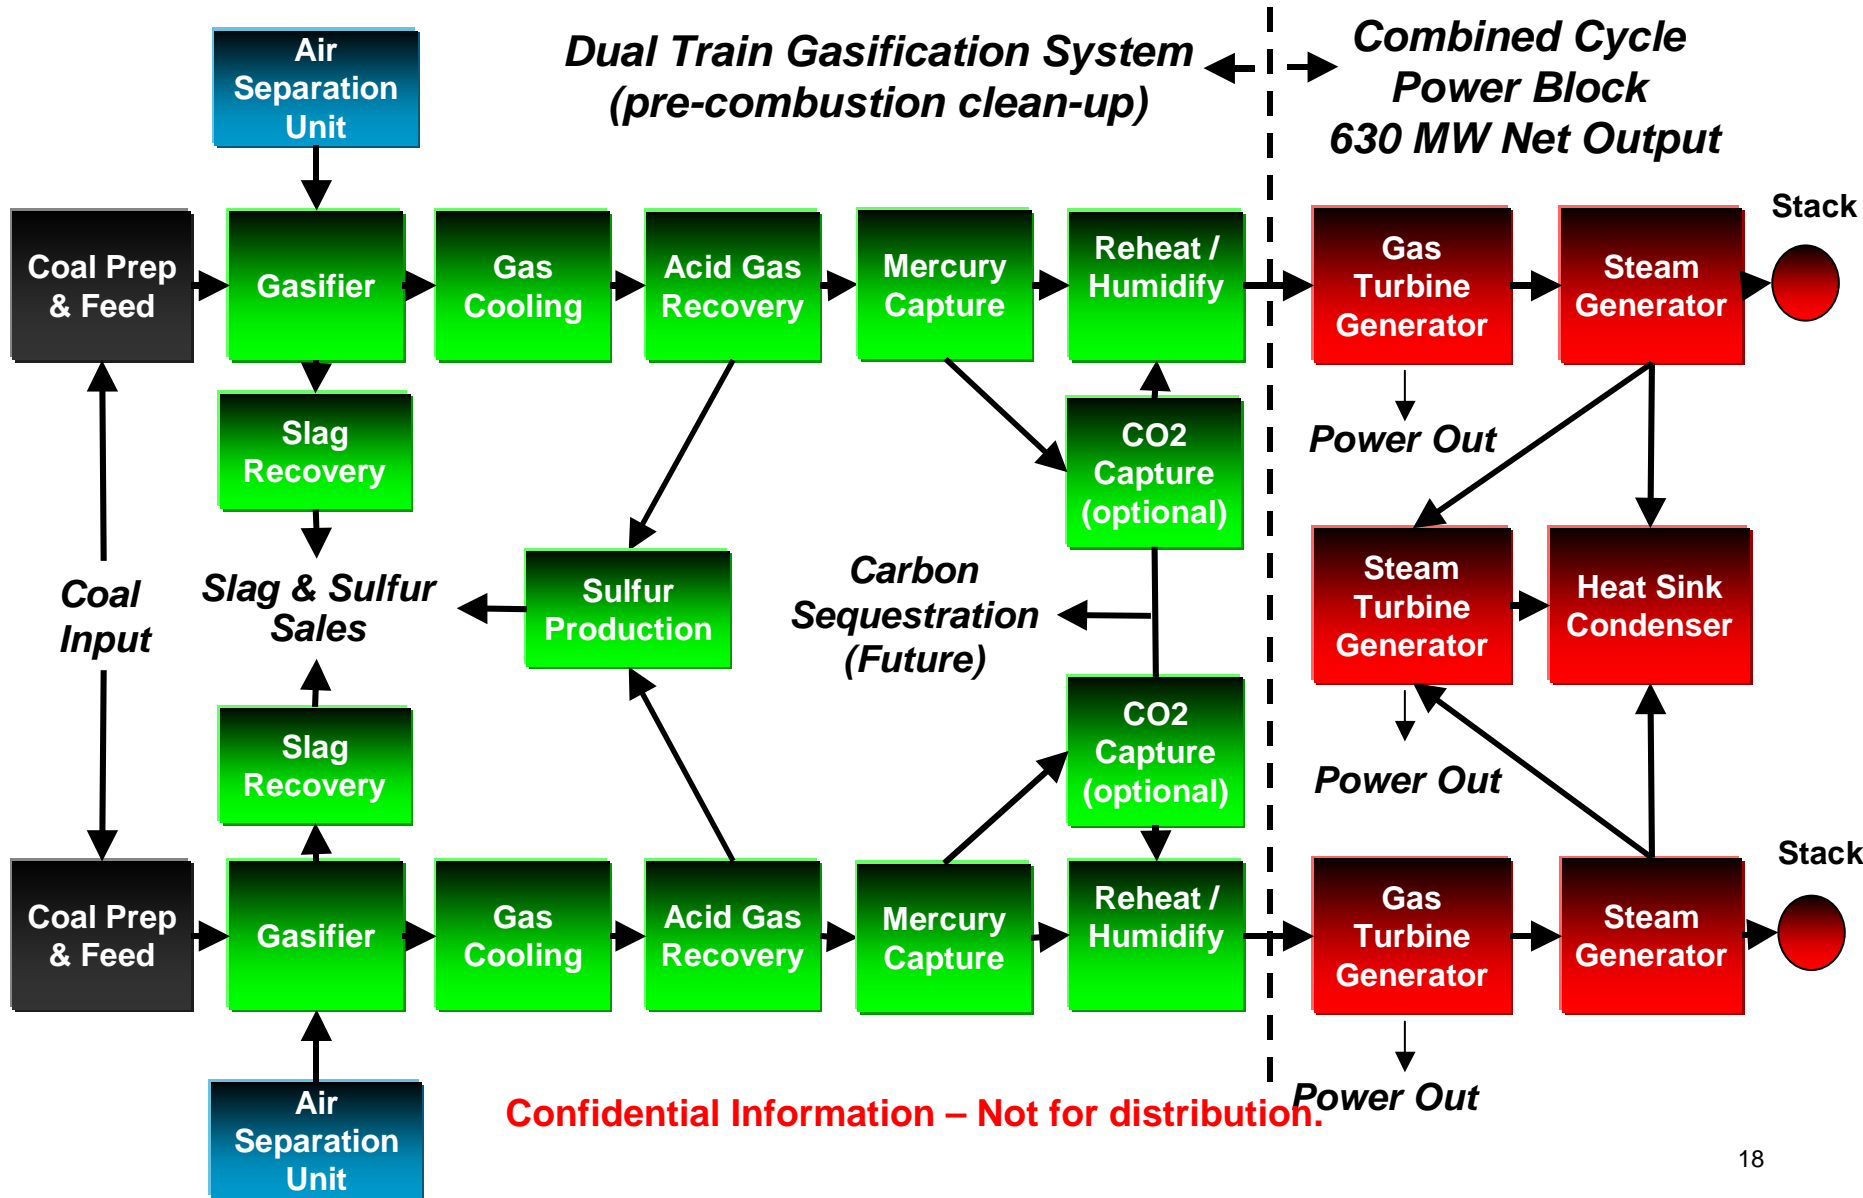 Air
Separation
Unit
Dual Train Gasification System
(pre-combustion clean-up)
Combined Cycle
Power Block
630 MW Net Output
Stack
Coal Prep
& Feed
Gasifier
Gas
Cooling
Acid Gas
Recovery
Mercury
Capture
Reheat /
Humidify
Gas
Turbine
Generator
Steam
Generator
Slag
Recovery
CO2
Capture
(optional)
Power Out
Coal
Input
Slag & Sulfur
Sales
Sulfur
Production
Carbon
Sequestration
(Future)
Steam
Turbine
Generator
Heat Sink
Condenser
Slag
Recovery
CO2
Capture
(optional)
Power Out
Stack
Coal Prep
& Feed
Gasifier
Gas
Cooling
Acid Gas
Recovery
Mercury
Capture
Reheat /
Humidify
Gas
Turbine
Generator
Steam
Generator
Air
Separation
Unit
Confidential Information – Not for distribution.
Power Out
18